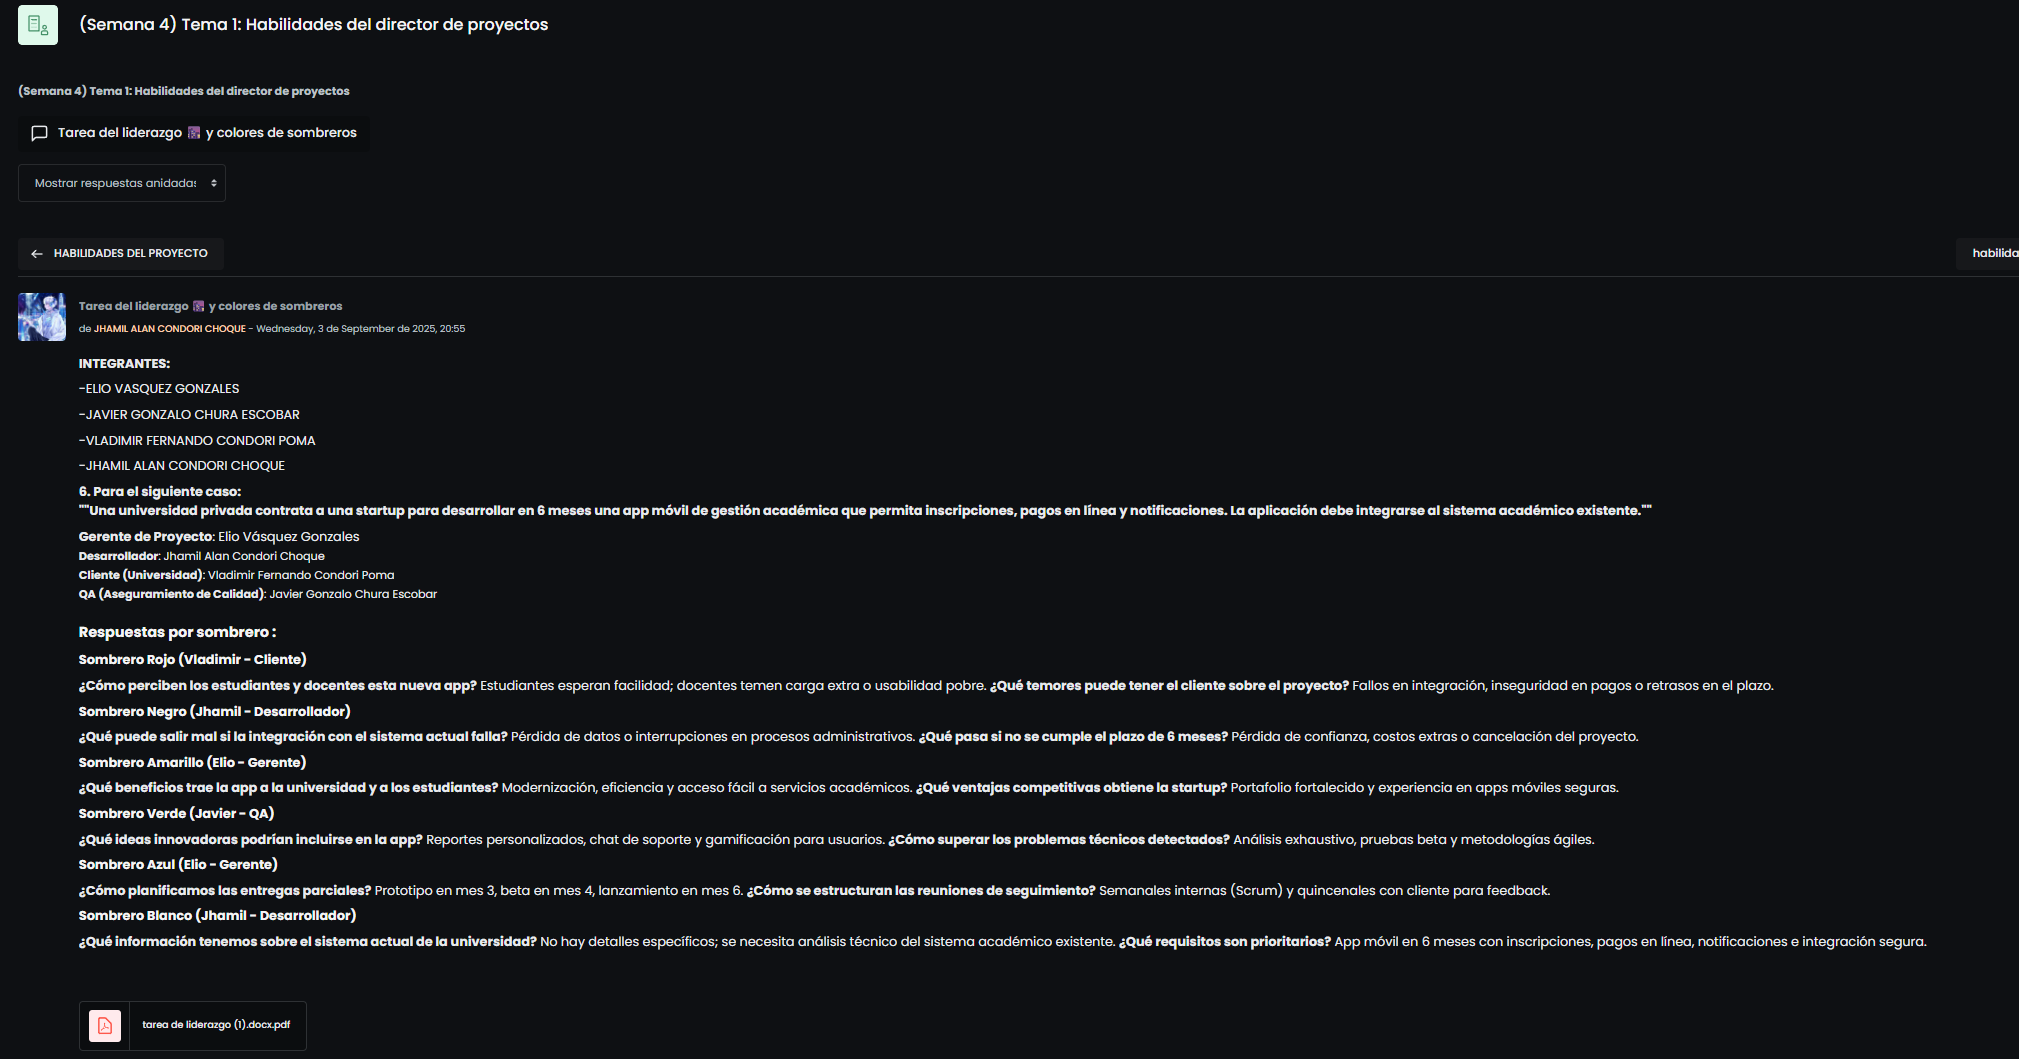 (Semana 4) Tema 1: Habilidades del director de proyectos
(Semana 4) Tema 1: Habilidades del director de proyectos
Tarea del liderazgo y colores de sombreros
Mostrar respuestas anidadas
HABILIDADES DEL PROYECTO
habilida
Tarea del liderazgo y colores de sombreros
de JHAMIL ALAN CONDORI CHOQUE - Wednesday, 3 de September de 2025, 20:55
INTEGRANTES:
-ELIO VASQUEZ GONZALES
-JAVIER GONZALO CHURA ESCOBAR
-VLADIMIR FERNANDO CONDORI POMA
-JHAMIL ALAN CONDORI CHOQUE
6. Para el siguiente caso:
""Una universidad privada contrata a una startup para desarrollar en 6 meses una app móvil de gestión académica que permita inscripciones, pagos en línea y notificaciones. La aplicación debe integrarse al sistema académico existente.""
Gerente de Proyecto: Elio Vásquez Gonzales
Desarrollador: Jhamil Alan Condori Choque
Cliente (Universidad): Vladimir Fernando Condori Poma
QA (Aseguramiento de Calidad): Javier Gonzalo Chura Escobar
Respuestas por sombrero :
Sombrero Rojo (Vladimir - Cliente)
¿Cómo perciben los estudiantes y docentes esta nueva app? Estudiantes esperan facilidad; docentes temen carga extra o usabilidad pobre. ¿Qué temores puede tener el cliente sobre el proyecto? Fallos en integración, inseguridad en pagos o retrasos en el plazo.
Sombrero Negro (Jhamil - Desarrollador)
¿Qué puede salir mal si la integración con el sistema actual falla? Pérdida de datos o interrupciones en procesos administrativos. ¿Qué pasa si no se cumple el plazo de 6 meses? Pérdida de confianza, costos extras o cancelación del proyecto.
Sombrero Amarillo (Elio - Gerente)
¿Qué beneficios trae la app a la universidad y a los estudiantes? Modernización, eficiencia y acceso fácil a servicios académicos. ¿Qué ventajas competitivas obtiene la startup? Portafolio fortalecido y experiencia en apps móviles seguras.
Sombrero Verde (Javier - QA)
¿Qué ideas innovadoras podrían incluirse en la app? Reportes personalizados, chat de soporte y gamificación para usuarios. ¿Cómo superar los problemas técnicos detectados? Análisis exhaustivo, pruebas beta y metodologías ágiles.
Sombrero Azul (Elio - Gerente)
¿Cómo planificamos las entregas parciales? Prototipo en mes 3, beta en mes 4, lanzamiento en mes 6. ¿Cómo se estructuran las reuniones de seguimiento? Semanales internas (Scrum) y quincenales con cliente para feedback.
Sombrero Blanco (Jhamil - Desarrollador)
¿Qué información tenemos sobre el sistema actual de la universidad? No hay detalles específicos; se necesita análisis técnico del sistema académico existente. ¿Qué requisitos son prioritarios? App móvil en 6 meses con inscripciones, pagos en línea, notificaciones e integración segura.
tarea de liderazgo (1).docx.pdf